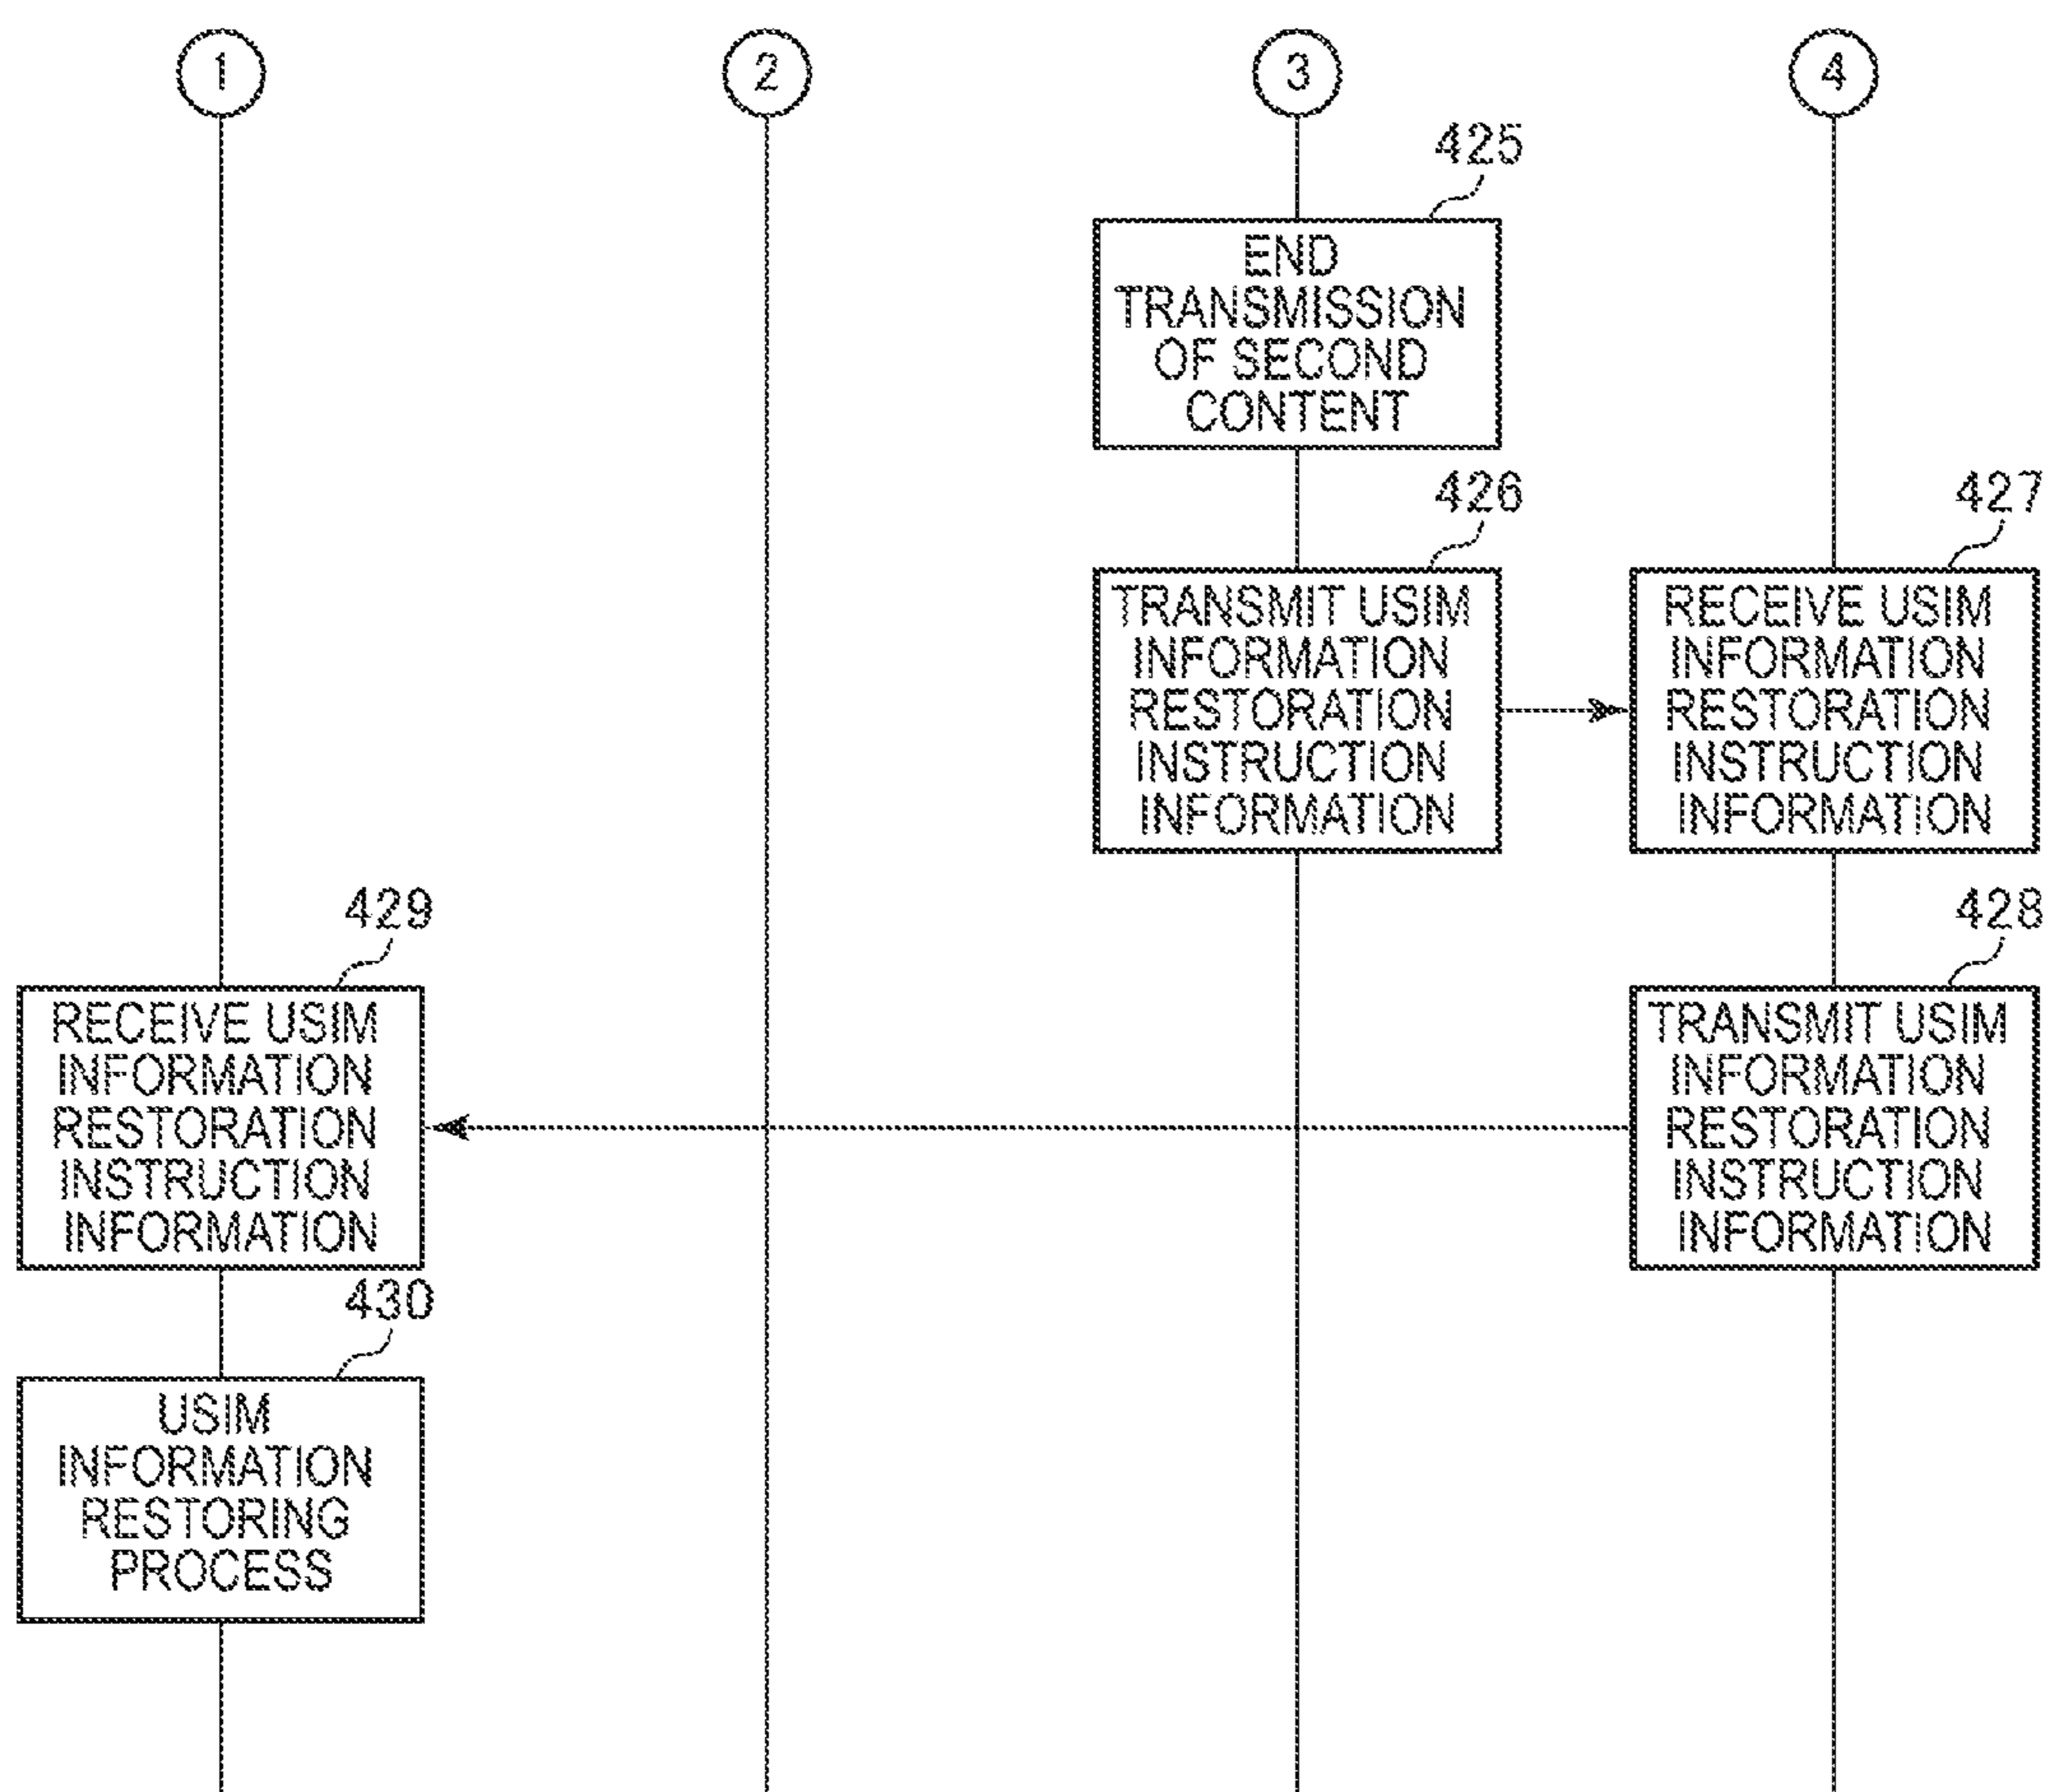 1
2
3
4
425
END
TRANSMISSION
OF SECOND
CONTENT
426
TRANSMIT USIM
INFORMATION
RESTORATION
INSTRUCTION
INFORMATION
427
RECEIVE USIM
INFORMATION
RESTORATION
INSTRUCTION
INFORMATION
428
TRANSMIT USIM
INFORMATION
RESTORATION
INSTRUCTION
INFORMATION
429
RECEIVE USIM
INFORMATION
RESTORATION
INSTRUCTION
INFORMATION
430
USIM
INFORMATION
RESTORING
PROCESS